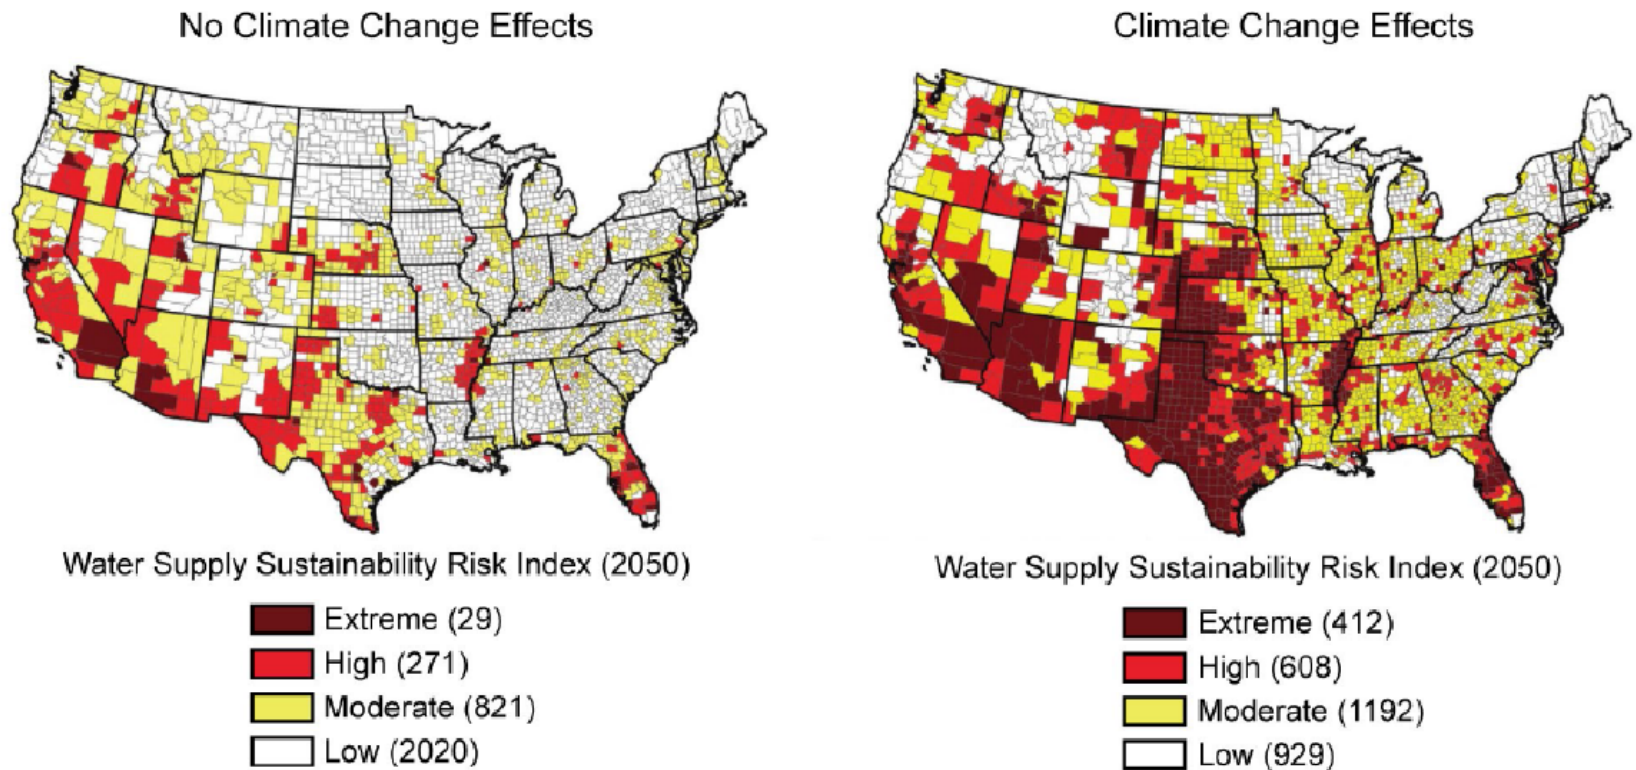 No Climate Change Effects
Water Supply Sustainability Risk Index (2050)
Extreme (29)
High (271)
Moderate (821)
Low (2020)
Climate Change Effects
Water Supply Sustainability Risk Index (2050)
Extreme (412)
High (608)
Moderate (1192)
Low (929)